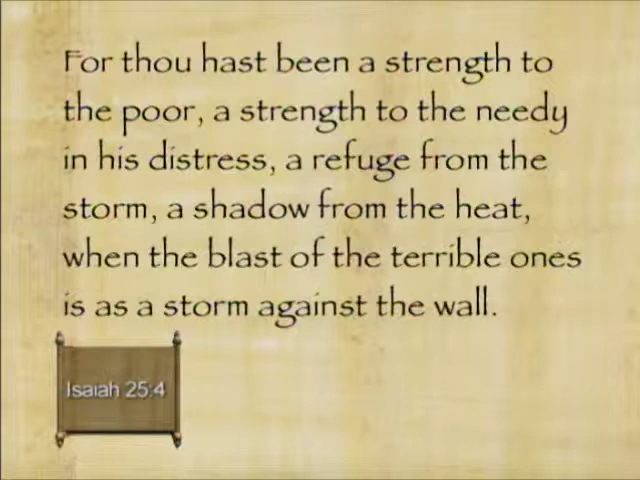 For thou hast been a strength to
the poor, a strength to the needy
in his distress, a refuge from the
storm, a shadow from the heat,
when the blast of the terrible ones
is as a storm against the wall.
Isaiah 25:4